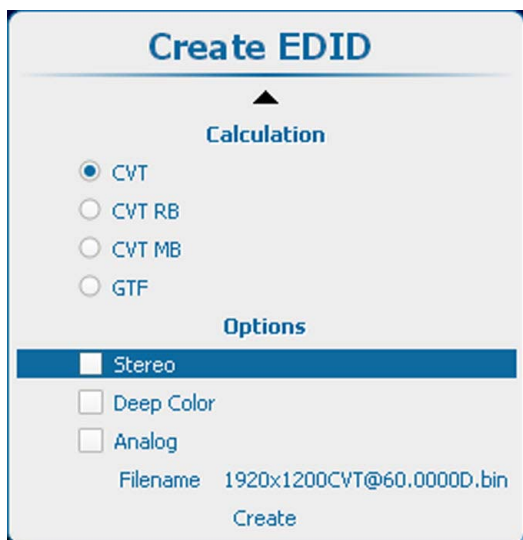 Create EDID
Calculation
CVT
CVT RB
CVT MB
GTF
Options
Stereo
Deep Color
Analog
Filename 1920x1200CVT@60.0000D.bin
Create